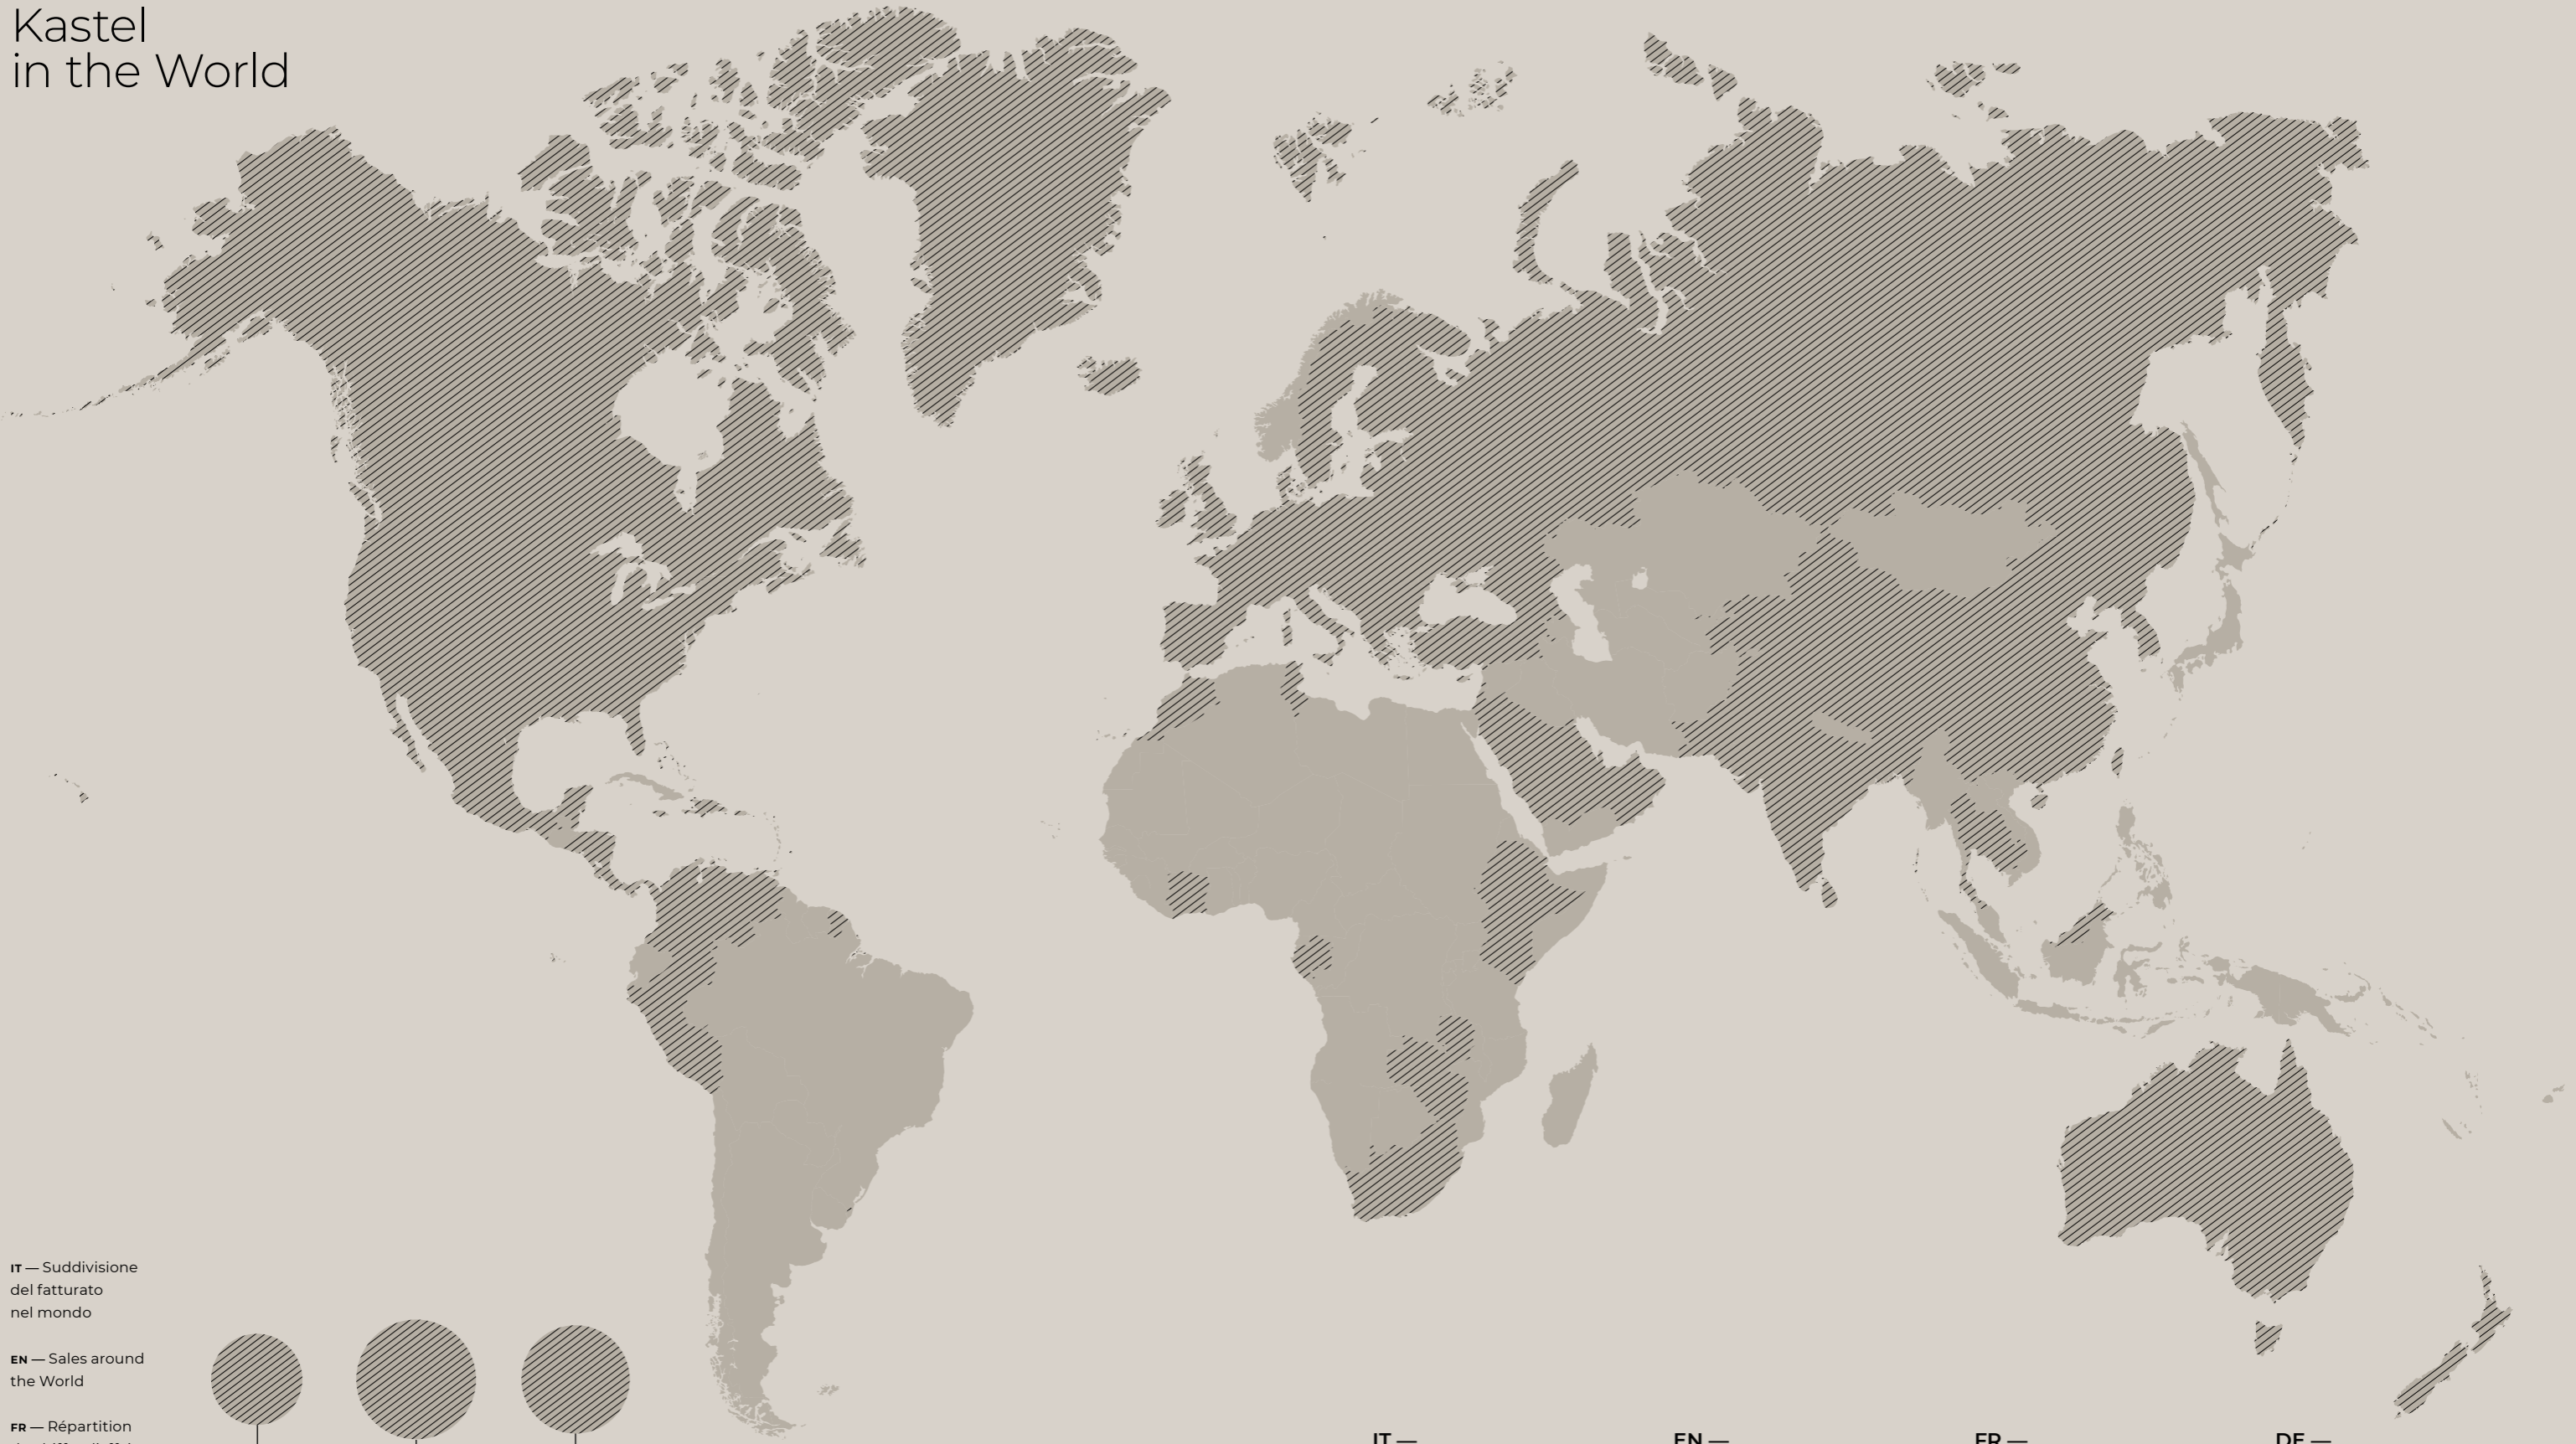 Kastel
in the World
IT — Suddivisione
del fatturato
nel mondo
EN — Sales around
the World
FR — Répartition
IT —
EN —
FR —
DE —